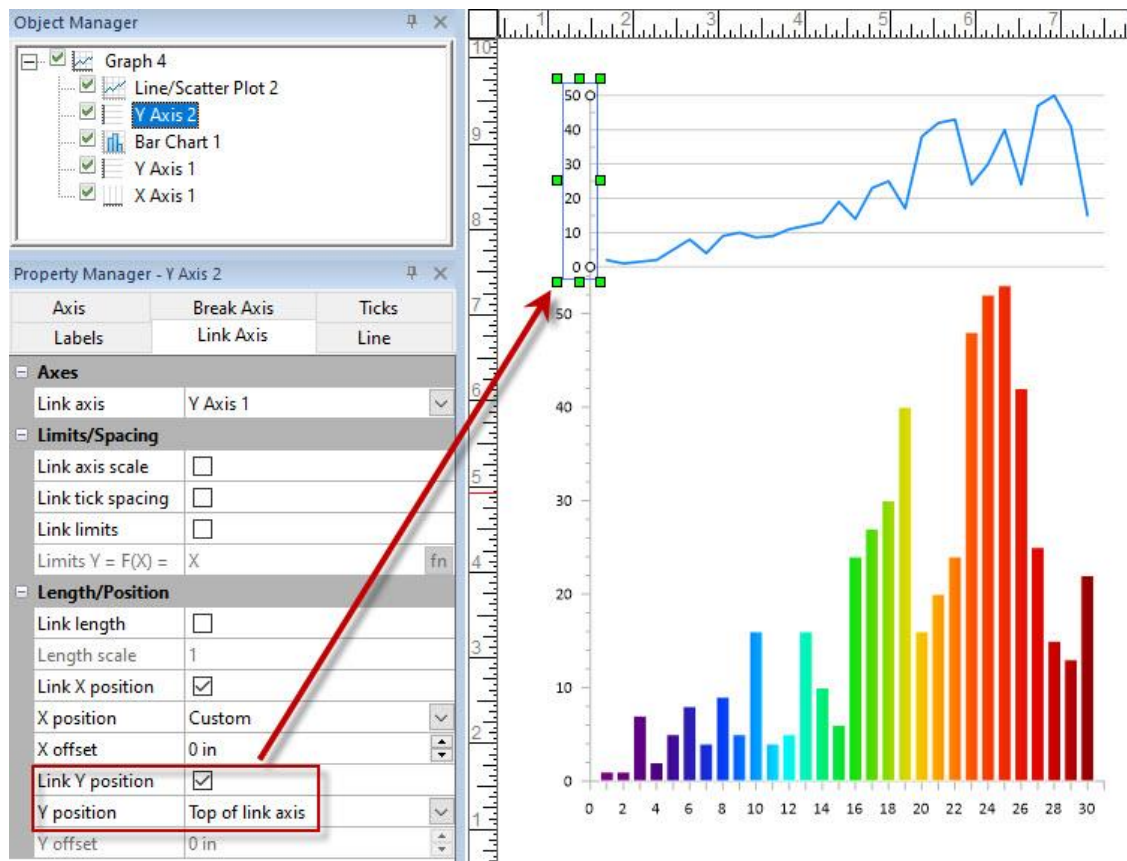 Object Manager
Graph 4
Line/Scatter Plot 2
Y Axis 2
Bar Chart 1
Y Axis 1
X Axis 1
Property Manager - Y Axis 2
Axis Break Axis Ticks
Labels Link Axis Line
Axes
Link axis Y Axis 1
Limits/Spacing
Link axis scale
Link tick spacing
Link limits
Limits Y = F(X) = X fn
Length/Position
Link length
Length scale 1
Link X position
X position Custom
X offset 0 in
Link Y position
Y position Top of link axis
Y offset 0 in
1 2 3 4 5 6 7
10
9
8
7
6
5
4
3
2
1
50
40
30
20
10
0
50
40
30
20
10
0
0 2 4 6 8 10 12 14 16 18 20 22 24 26 28 30